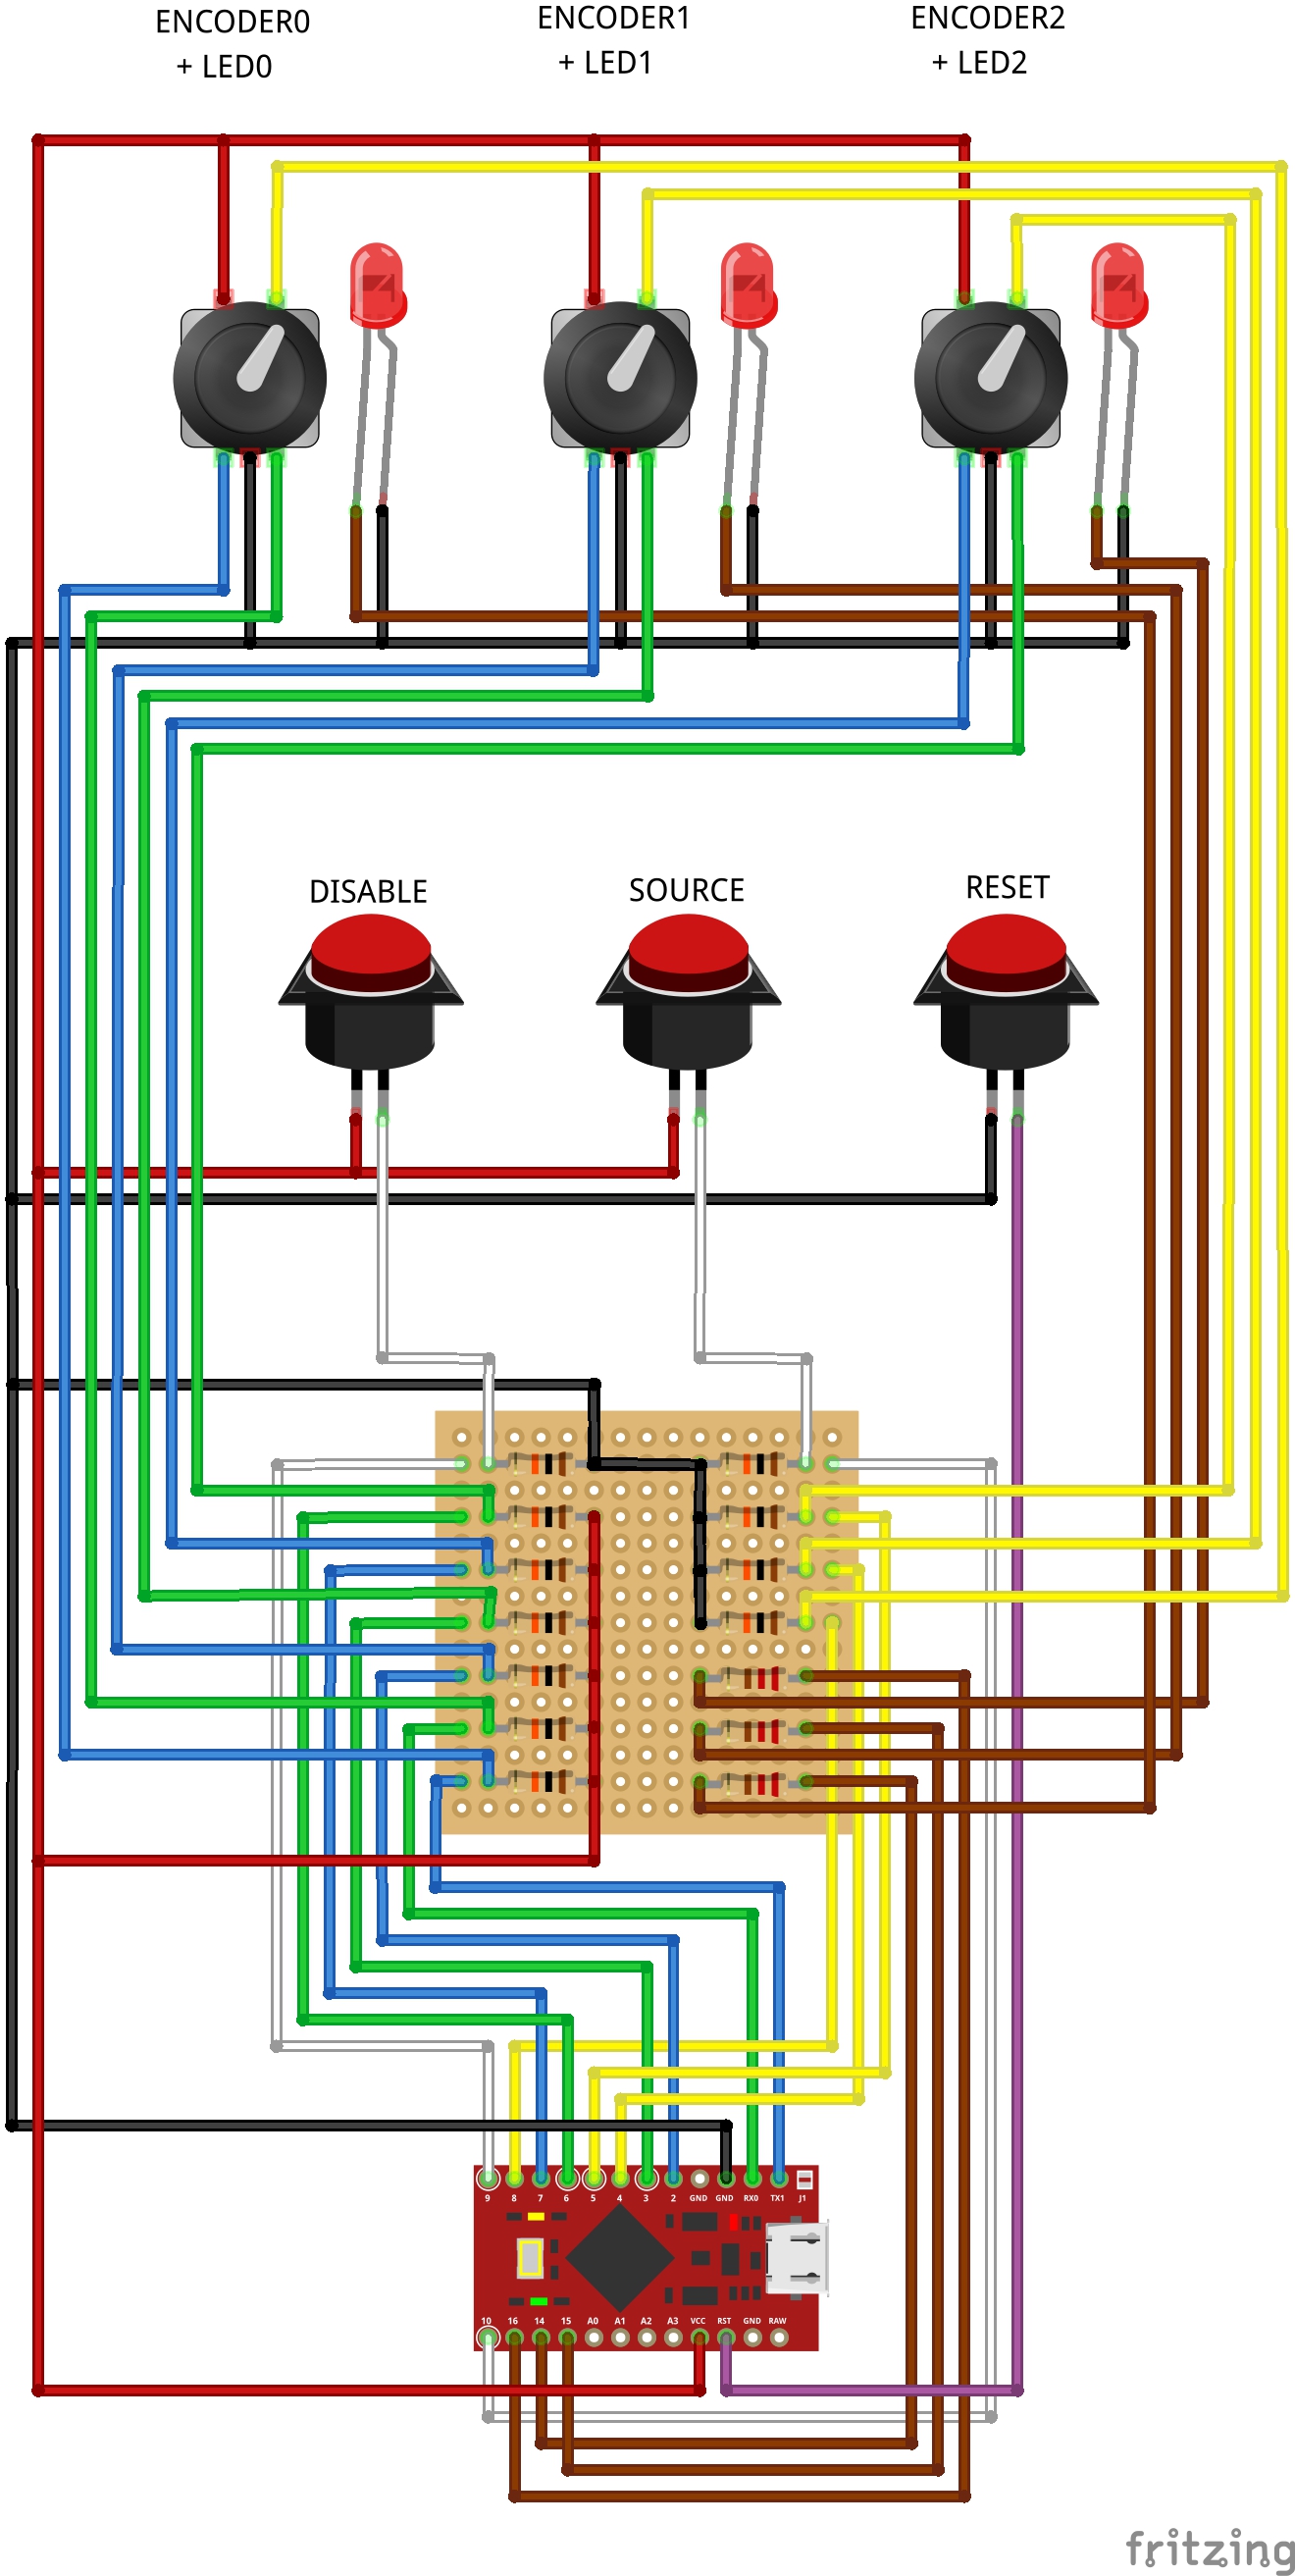 ENCODER0
+ LED0
ENCODER1
+ LED1
ENCODER2
+ LED2
DISABLE
SOURCE
RESET
9 8 7 6 5 4 3 2 GND GND RX0 TX1 J1
10 16 14 15 A0 A1 A2 A3 VCC RST GND RAW
fritzing